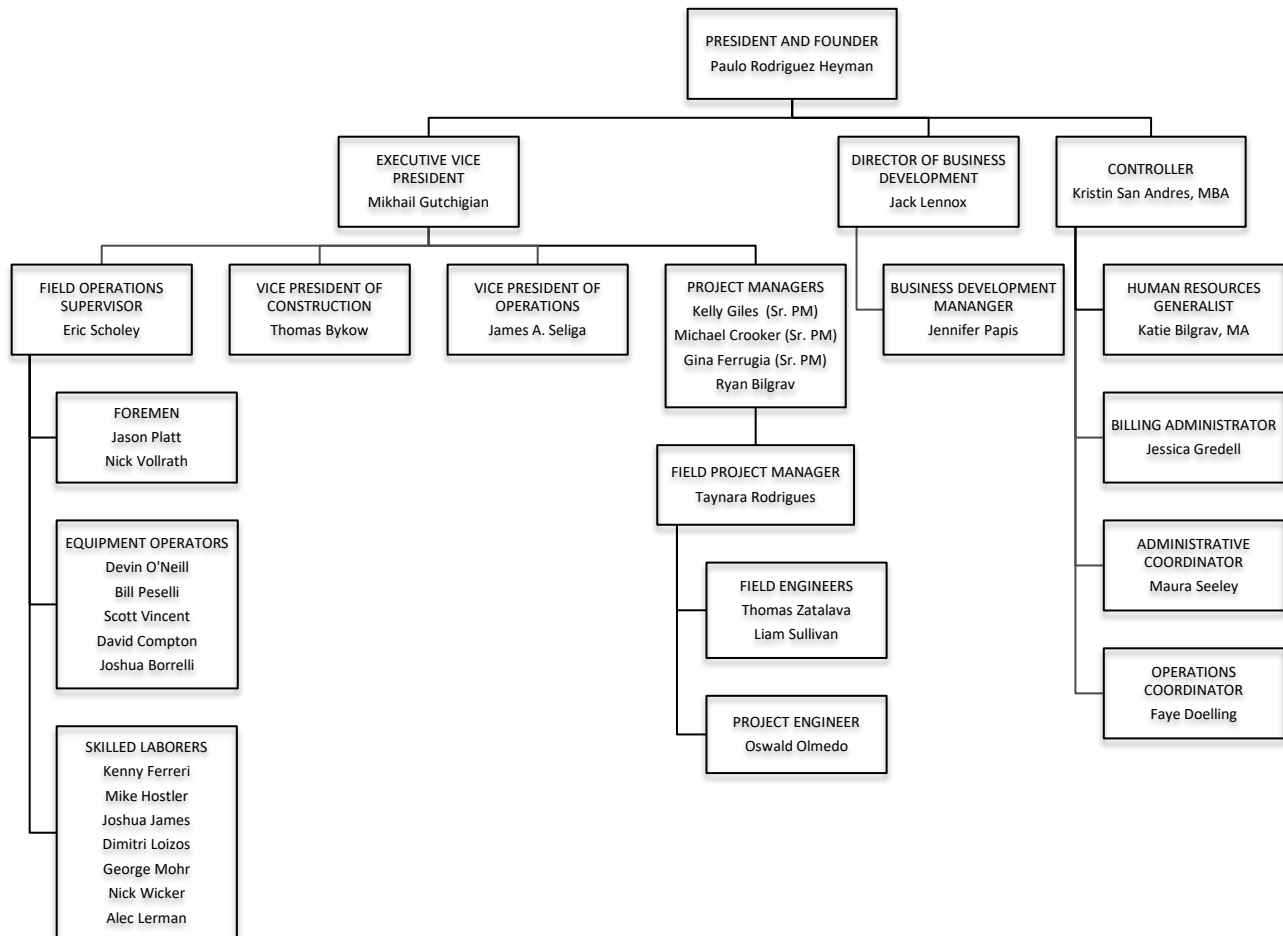 PRESIDENT AND FOUNDER
Paulo Rodriguez Heyman
EXECUTIVE VICE
PRESIDENT
Mikhail Gutchigian
DIRECTOR OF BUSINESS
DEVELOPMENT
Jack Lennox
CONTROLLER
Kristin San Andres, MBA
FIELD OPERATIONS
SUPERVISOR
Eric Scholey
VICE PRESIDENT OF
CONSTRUCTION
Thomas Bykow
VICE PRESIDENT OF
OPERATIONS
James A. Seliga
PROJECT MANAGERS
Kelly Giles (Sr. PM)
Michael Crooker (Sr. PM)
Gina Ferrugia (Sr. PM)
Ryan Bilgrav
BUSINESS DEVELOPMENT
MANANGER
Jennifer Papis
HUMAN RESOURCES
GENERALIST
Katie Bilgrav, MA
FOREMEN
Jason Platt
Nick Vollrath
BILLING ADMINISTRATOR
Jessica Gredell
FIELD PROJECT MANAGER
Taynara Rodrigues
EQUIPMENT OPERATORS
Devin O'Neill
Bill Peselli
Scott Vincent
David Compton
Joshua Borrelli
ADMINISTRATIVE
COORDINATOR
Maura Seeley
FIELD ENGINEERS
Thomas Zatalava
Liam Sullivan
OPERATIONS
COORDINATOR
Faye Doelling
PROJECT ENGINEER
Oswald Olmedo
SKILLED LABORERS
Kenny Ferreri
Mike Hostler
Joshua James
Dimitri Loizos
George Mohr
Nick Wicker
Alec Lerman